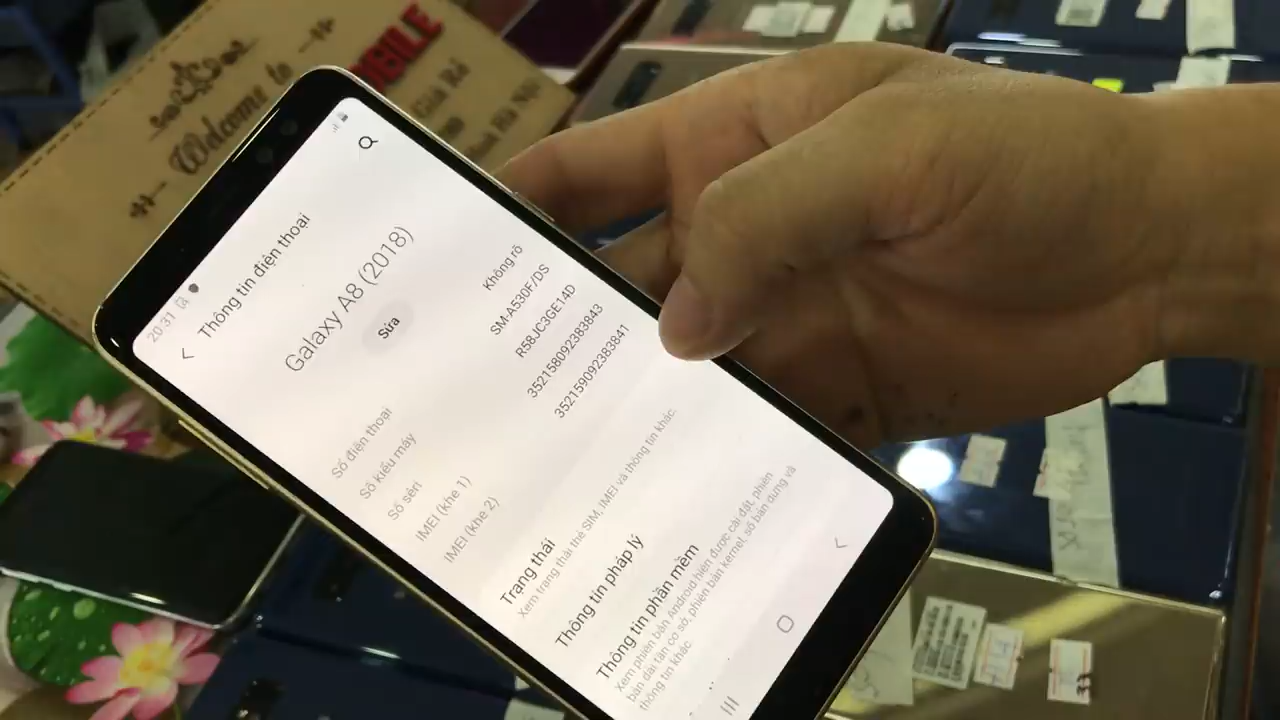 Welcome to
MOBILE
Giá Rẻ
20:31
Thông tin điện thoại
Galaxy A8 (2018)
Sửa
Số điện thoại Không rõ
Số kiểu máy SM-A530F/DS
Số sêri R58JC3GE14D
IMEI (khe 1) 352158092383843
IMEI (khe 2) 352159092383841
Trạng thái
Xem trạng thái thẻ SIM, IMEI và thông tin khác.
Thông tin pháp lý
Thông tin phần mềm
Xem phiên bản Android hiện được cài đặt, phiên
bản dải tần cơ sở, phiên bản kernel, số bản dựng và
thông tin khác.